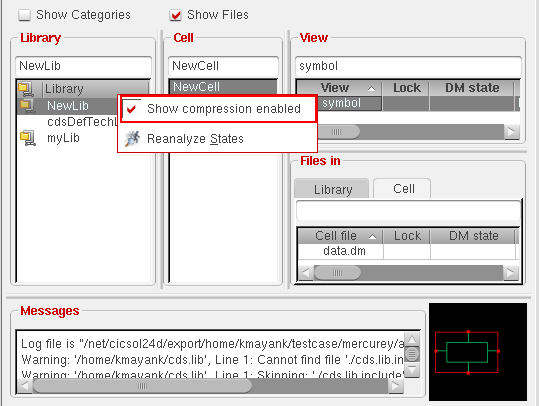 Show Categories Show Files
Library Cell View
NewLib NewCell symbol
Library NewCell View Lock DM state
NewLib Show compression enabled symbol
cdsDefTechL
myLib Reanalyze States
Files in
Library Cell
Cell file Lock DM state
data.dm
Messages
Log file is "/net/cicsol24d/export/home/kmayank/testcase/mercurey/a
Warning: '/home/kmayank/cds.lib', Line 1: Cannot find file './cds.lib.in
Warning: '/home/kmayank/cds.lib', Line 1: Skipping: './cds.lib.include'